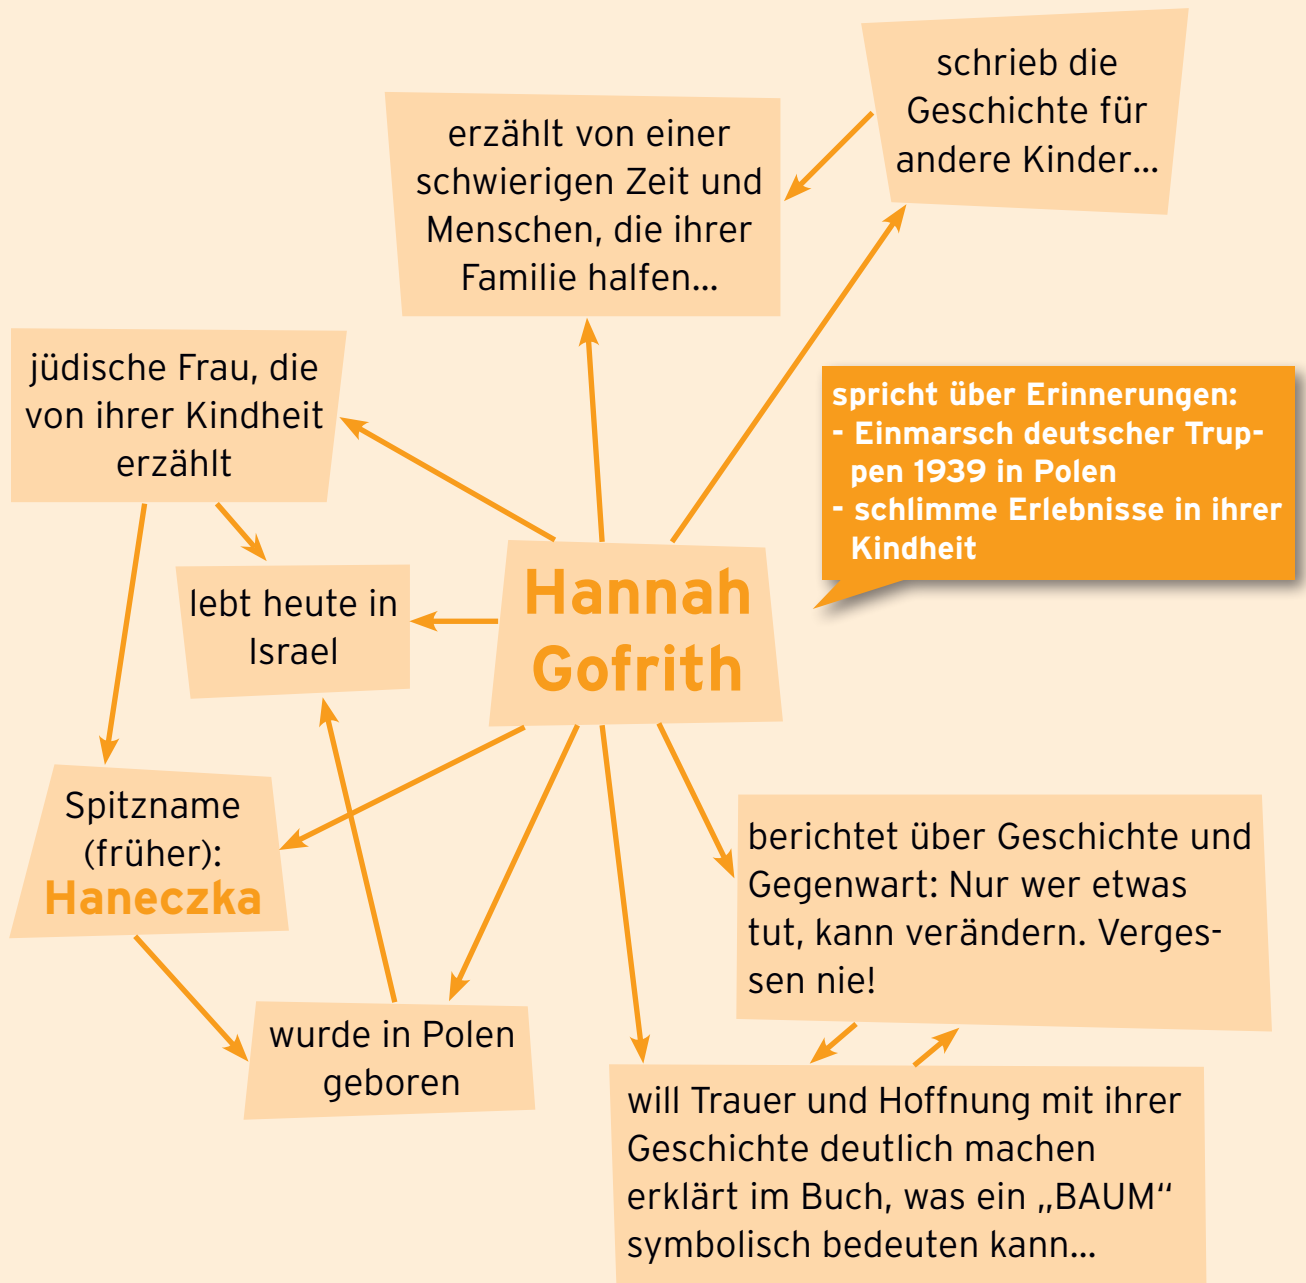 schrieb die
Geschichte für
andere Kinder...
erzählt von einer
schwierigen Zeit und
Menschen, die ihrer
Familie halfen...
jüdische Frau, die
von ihrer Kindheit
erzählt
spricht über Erinnerungen:
- Einmarsch deutscher Trup-
pen 1939 in Polen
- schlimme Erlebnisse in ihrer
Kindheit
Hannah
Gofrith
lebt heute in
Israel
Spitzname
(früher):
Haneczka
berichtet über Geschichte und
Gegenwart: Nur wer etwas
tut, kann verändern. Verges-
sen nie!
wurde in Polen
geboren
will Trauer und Hoffnung mit ihrer
Geschichte deutlich machen
erklärt im Buch, was ein „BAUM“
symbolisch bedeuten kann...